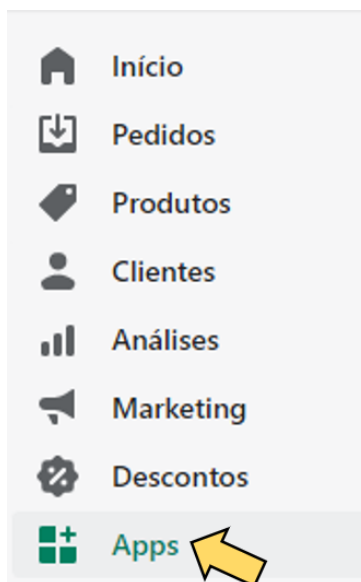 Início
Pedidos
Produtos
Clientes
Análises
Marketing
Descontos
Apps